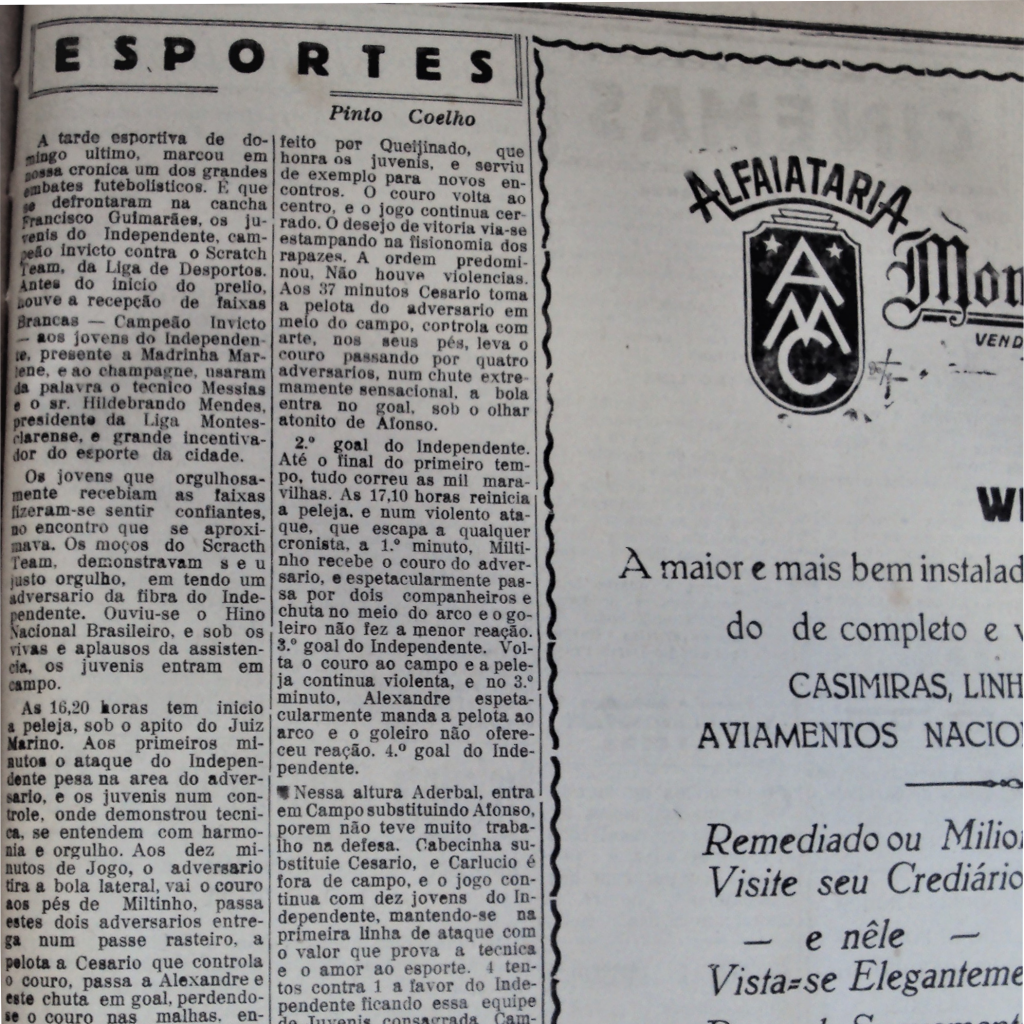 ESPORTES
Pinto Coelho
A tarde esportiva de do-
mingo ultimo, marcou em
nossa cronica um dos grandes
embates futebolisticos. E que
se defrontaram na cancha
Francisco Guimarães, os ju-
venis do Independente, cam-
peão invicto contra o Scratch
Team, da Liga de Desportos.
Antes do inicio do prelio,
houve a recepção de faixas
Brancas — Campeão Invicto
— aos jovens do Independen-
te, presente a Madrinha Mar-
lene, e ao champagne, usaram
da palavra o tecnico Messias
e o sr. Hildebrando Mendes,
presidente da Liga Montes-
clarense, e grande incentiva-
dor do esporte da cidade.
Os jovens que orgulhosa-
mente recebiam as faixas
fizeram-se sentir confiantes,
no encontro que se aproxi-
mava. Os moços do Scracth
Team, demonstravam seu
justo orgulho, em tendo um
adversario da fibra do Inde-
pendente. Ouviu-se o Hino
Nacional Brasileiro, e sob os
vivas e aplausos da assisten-
cia, os juvenis entram em
campo.
As 16,20 horas tem inicio
a peleja, sob o apito do Juiz
Marino. Aos primeiros mi-
nutos o ataque do Indepen-
dente pesa na area do adver-
sario, e os juvenis num con-
trole, onde demonstrou tecni-
ca, se entendem com harmo-
nia e orgulho. Aos dez mi-
nutos de Jogo, o adversario
tira a bola lateral, vai o couro
aos pés de Miltinho, passa
estes dois adversarios entre-
ga num passe rasteiro, a
pelota a Cesario que controla
o couro, passa a Alexandre e
este chuta em goal, perdendo-
se o couro nas malhas, en-
feito por Queijinado, que
honra os juvenis, e serviu
de exemplo para novos en-
contros. O couro volta ao
centro, e o jogo continua cer-
rado. O desejo de vitoria via-se
estampando na fisionomia dos
rapazes. A ordem predomi-
nou, Não houve violencias.
Aos 37 minutos Cesario toma
a pelota do adversario em
meio do campo, controla com
arte, nos seus pés, leva o
couro passando por quatro
adversarios, num chute extre-
mamente sensacional, a bola
entra no goal, sob o olhar
atonito de Afonso.
2.º goal do Independente.
Até o final do primeiro tem-
po, tudo correu as mil mara-
vilhas. As 17,10 horas reinicia
a peleja, e num violento ata-
que, que escapa a qualquer
cronista, a 1.º minuto, Milti-
nho recebe o couro do adver-
sario, e espetacularmente pas-
sa por dois companheiros e
chuta no meio do arco e o go-
leiro não fez a menor reação.
3.º goal do Independente. Vol-
ta o couro ao campo e a pele-
ja continua violenta, e no 3.º
minuto, Alexandre espeta-
cularmente manda a pelota ao
arco e o goleiro não ofere-
ceu reação. 4.º goal do Inde-
pendente.
Nessa altura Aderbal, entra
em Campo substituindo Afonso,
porem não teve muito traba-
lho na defesa. Cabecinha su-
bstituie Cesario, e Carlucio é
fora de campo, e o jogo con-
tinua com dez jovens do In-
dependente, mantendo-se na
primeira linha de ataque com
o valor que prova a tecnica
e o amor ao esporte. 4 ten-
tos contra 1 a favor do Inde-
pendente ficando essa equipe
de Juvenis consagrada Cam-
ALFAIATARIA
AMC
Mon
VEND
WI
A maior e mais bem instalad
do de completo e v
CASIMIRAS, LINH
AVIAMENTOS NACIO
Remediado ou Milion
Visite seu Crediário
— e nêle —
Vista-se Eleganteme